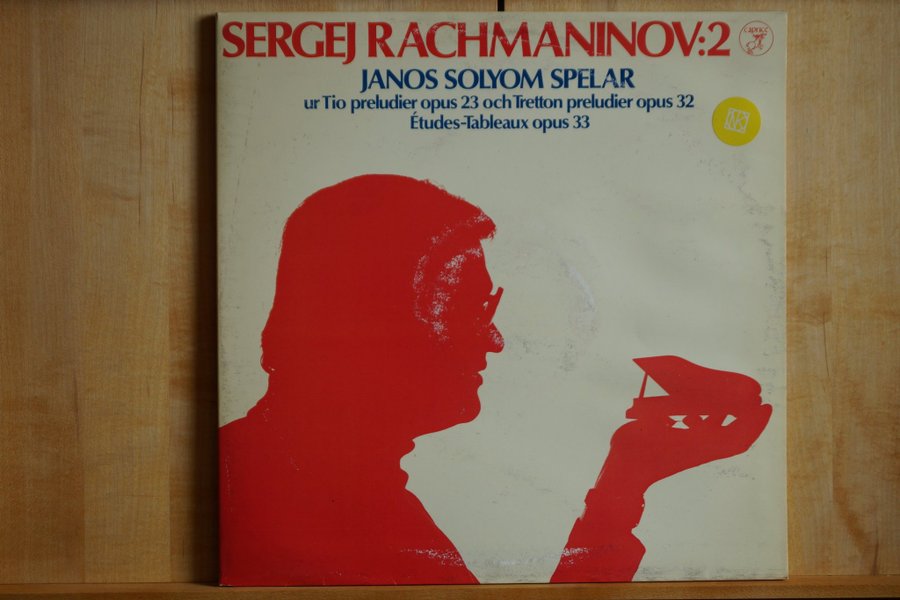 SERGEJ RACHMANINOV:2
caprice
JANOS SOLYOM SPELAR
ur Tio preludier opus 23 och Tretton preludier opus 32
Études-Tableaux opus 33